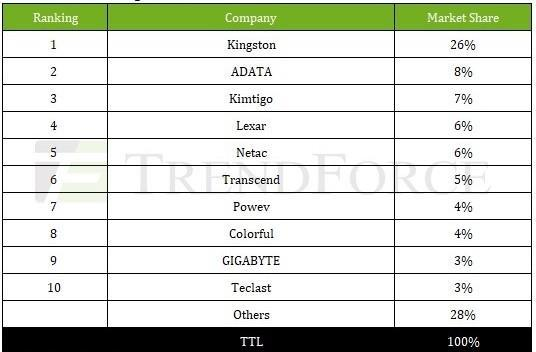 Ranking Company Market Share
1 Kingston 26%
2 ADATA 8%
3 Kimtigo 7%
4 Lexar 6%
5 Netac 6%
6 Transcend 5%
7 Powev 4%
8 Colorful 4%
9 GIGABYTE 3%
10 Teclast 3%
Others 28%
TTL 100%
TRENDFORCE